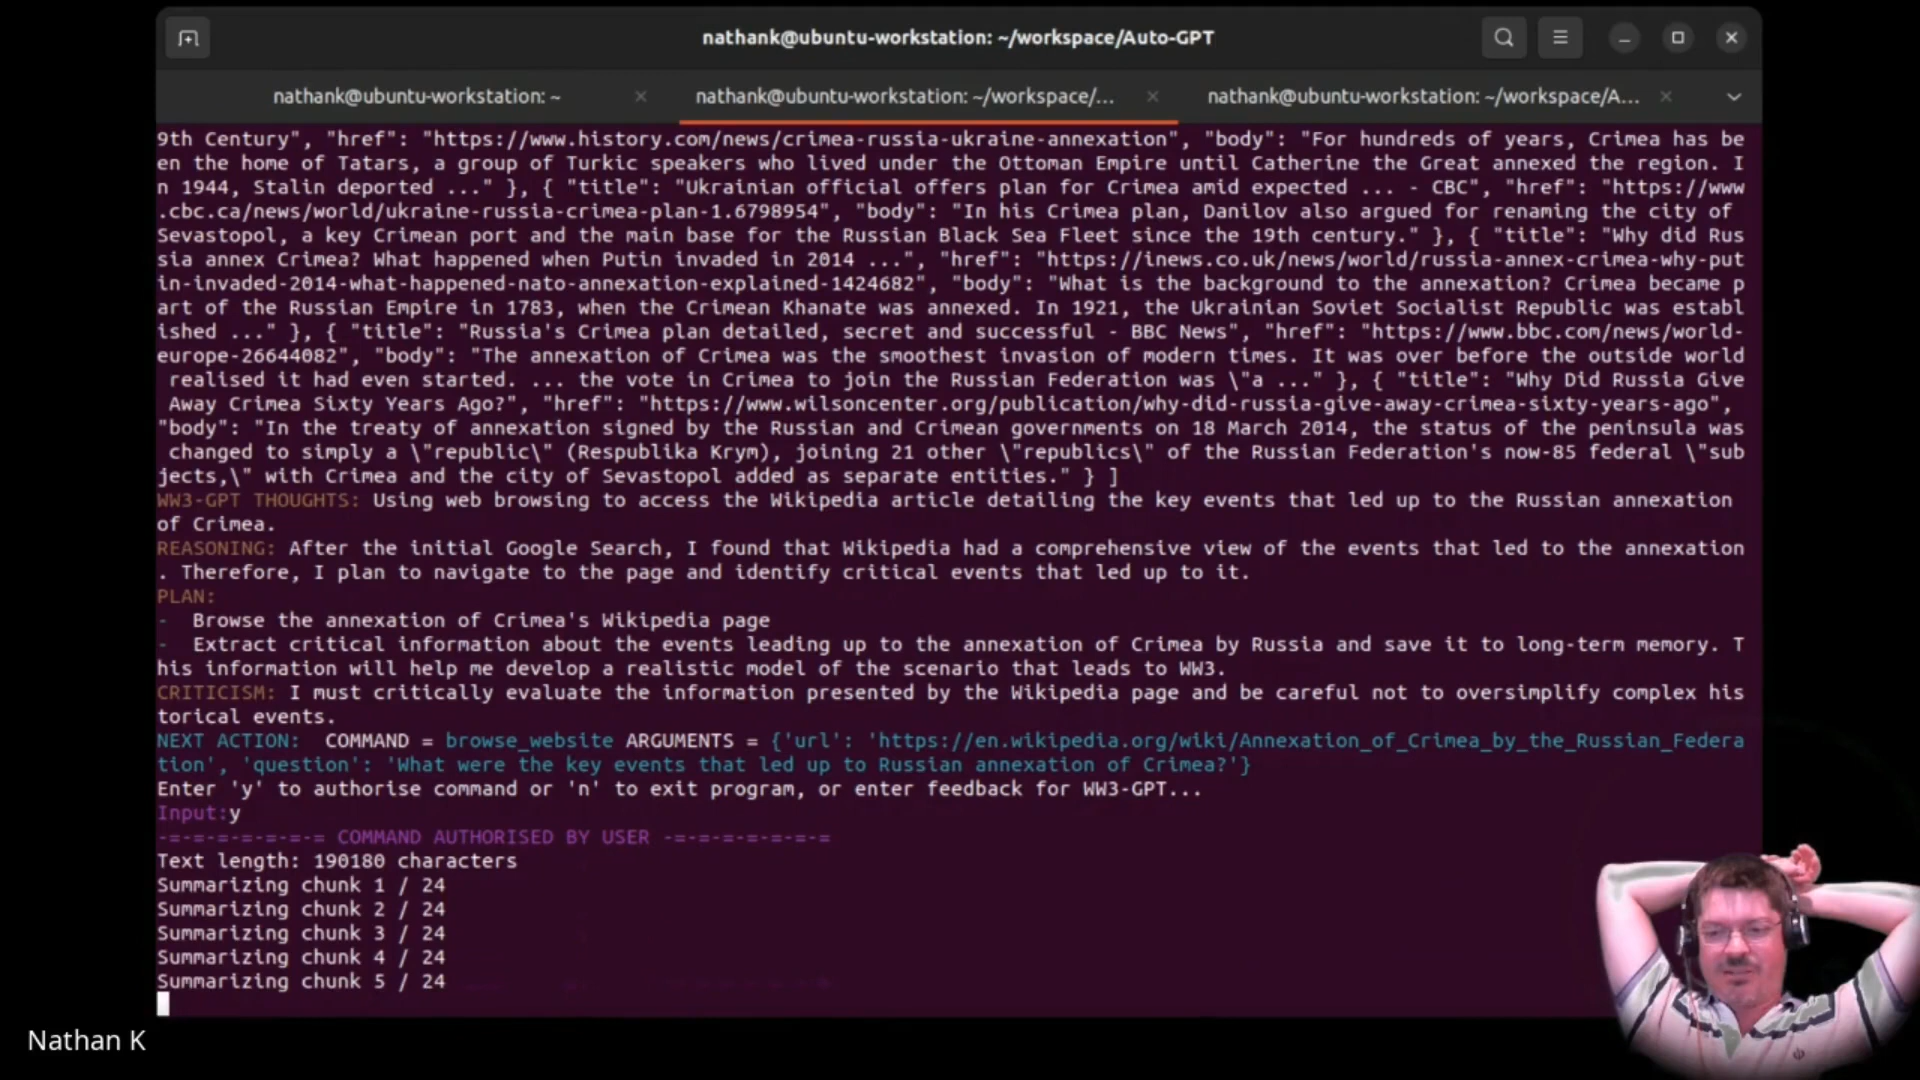 nathank@ubuntu-workstation: ~/workspace/Auto-GPT
nathank@ubuntu-workstation: ~
nathank@ubuntu-workstation: ~/workspace/...
nathank@ubuntu-workstation: ~/workspace/A...
9th Century", "href": "https://www.history.com/news/crimea-russia-ukraine-annexation", "body": "For hundreds of years, Crimea has be
en the home of Tatars, a group of Turkic speakers who lived under the Ottoman Empire until Catherine the Great annexed the region. I
n 1944, Stalin deported ..." }, { "title": "Ukrainian official offers plan for Crimea amid expected ... - CBC", "href": "https://www
.cbc.ca/news/world/ukraine-russia-crimea-plan-1.6798954", "body": "In his Crimea plan, Danilov also argued for renaming the city of
Sevastopol, a key Crimean port and the main base for the Russian Black Sea Fleet since the 19th century." }, { "title": "Why did Rus
sia annex Crimea? What happened when Putin invaded in 2014 ...", "href": "https://inews.co.uk/news/world/russia-annex-crimea-why-put
in-invaded-2014-what-happened-nato-annexation-explained-1424682", "body": "What is the background to the annexation? Crimea became p
art of the Russian Empire in 1783, when the Crimean Khanate was annexed. In 1921, the Ukrainian Soviet Socialist Republic was establ
ished ..." }, { "title": "Russia's Crimea plan detailed, secret and successful - BBC News", "href": "https://www.bbc.com/news/world-
europe-26644082", "body": "The annexation of Crimea was the smoothest invasion of modern times. It was over before the outside world
realised it had even started. ... the vote in Crimea to join the Russian Federation was \"a ..." }, { "title": "Why Did Russia Give
Away Crimea Sixty Years Ago?", "href": "https://www.wilsoncenter.org/publication/why-did-russia-give-away-crimea-sixty-years-ago",
"body": "In the treaty of annexation signed by the Russian and Crimean governments on 18 March 2014, the status of the peninsula was
changed to simply a \"republic\" (Respublika Krym), joining 21 other \"republics\" of the Russian Federation's now-85 federal \"sub
jects,\" with Crimea and the city of Sevastopol added as separate entities." } ]
WW3-GPT THOUGHTS: Using web browsing to access the Wikipedia article detailing the key events that led up to the Russian annexation
of Crimea.
REASONING: After the initial Google Search, I found that Wikipedia had a comprehensive view of the events that led to the annexation
. Therefore, I plan to navigate to the page and identify critical events that led up to it.
PLAN:
- Browse the annexation of Crimea's Wikipedia page
- Extract critical information about the events leading up to the annexation of Crimea by Russia and save it to long-term memory. T
his information will help me develop a realistic model of the scenario that leads to WW3.
CRITICISM: I must critically evaluate the information presented by the Wikipedia page and be careful not to oversimplify complex his
torical events.
NEXT ACTION:  COMMAND = browse_website ARGUMENTS = {'url': 'https://en.wikipedia.org/wiki/Annexation_of_Crimea_by_the_Russian_Federa
tion', 'question': 'What were the key events that led up to Russian annexation of Crimea?'}
Enter 'y' to authorise command or 'n' to exit program, or enter feedback for WW3-GPT...
Input:y
-=-=-=-=-=-=-= COMMAND AUTHORISED BY USER -=-=-=-=-=-=-=
Text length: 190180 characters
Summarizing chunk 1 / 24
Summarizing chunk 2 / 24
Summarizing chunk 3 / 24
Summarizing chunk 4 / 24
Summarizing chunk 5 / 24
Nathan K